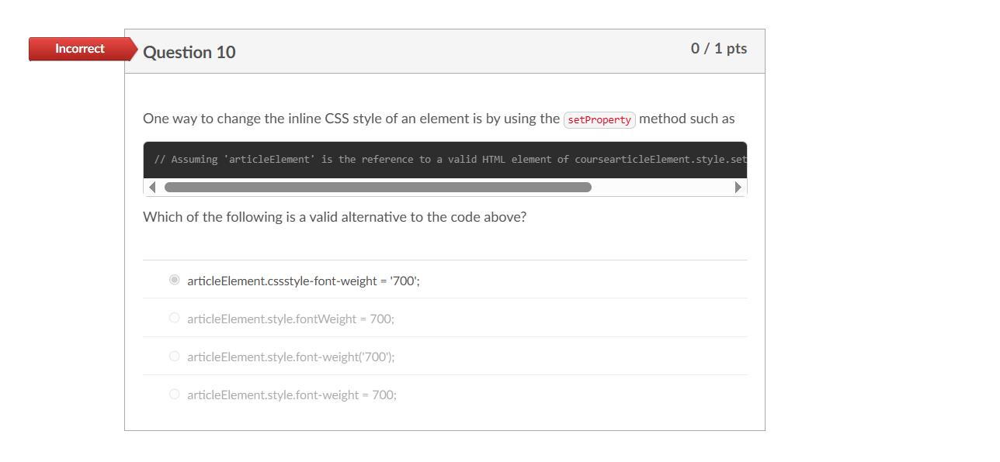 Incorrect
Question 10
0 / 1 pts
One way to change the inline CSS style of an element is by using the setProperty method such as
// Assuming 'articleElement' is the reference to a valid HTML element of coursearticleElement.style.set
Which of the following is a valid alternative to the code above?
articleElement.cssstyle-font-weight = '700';
articleElement.style.fontWeight = 700;
articleElement.style.font-weight('700');
articleElement.style.font-weight = 700;